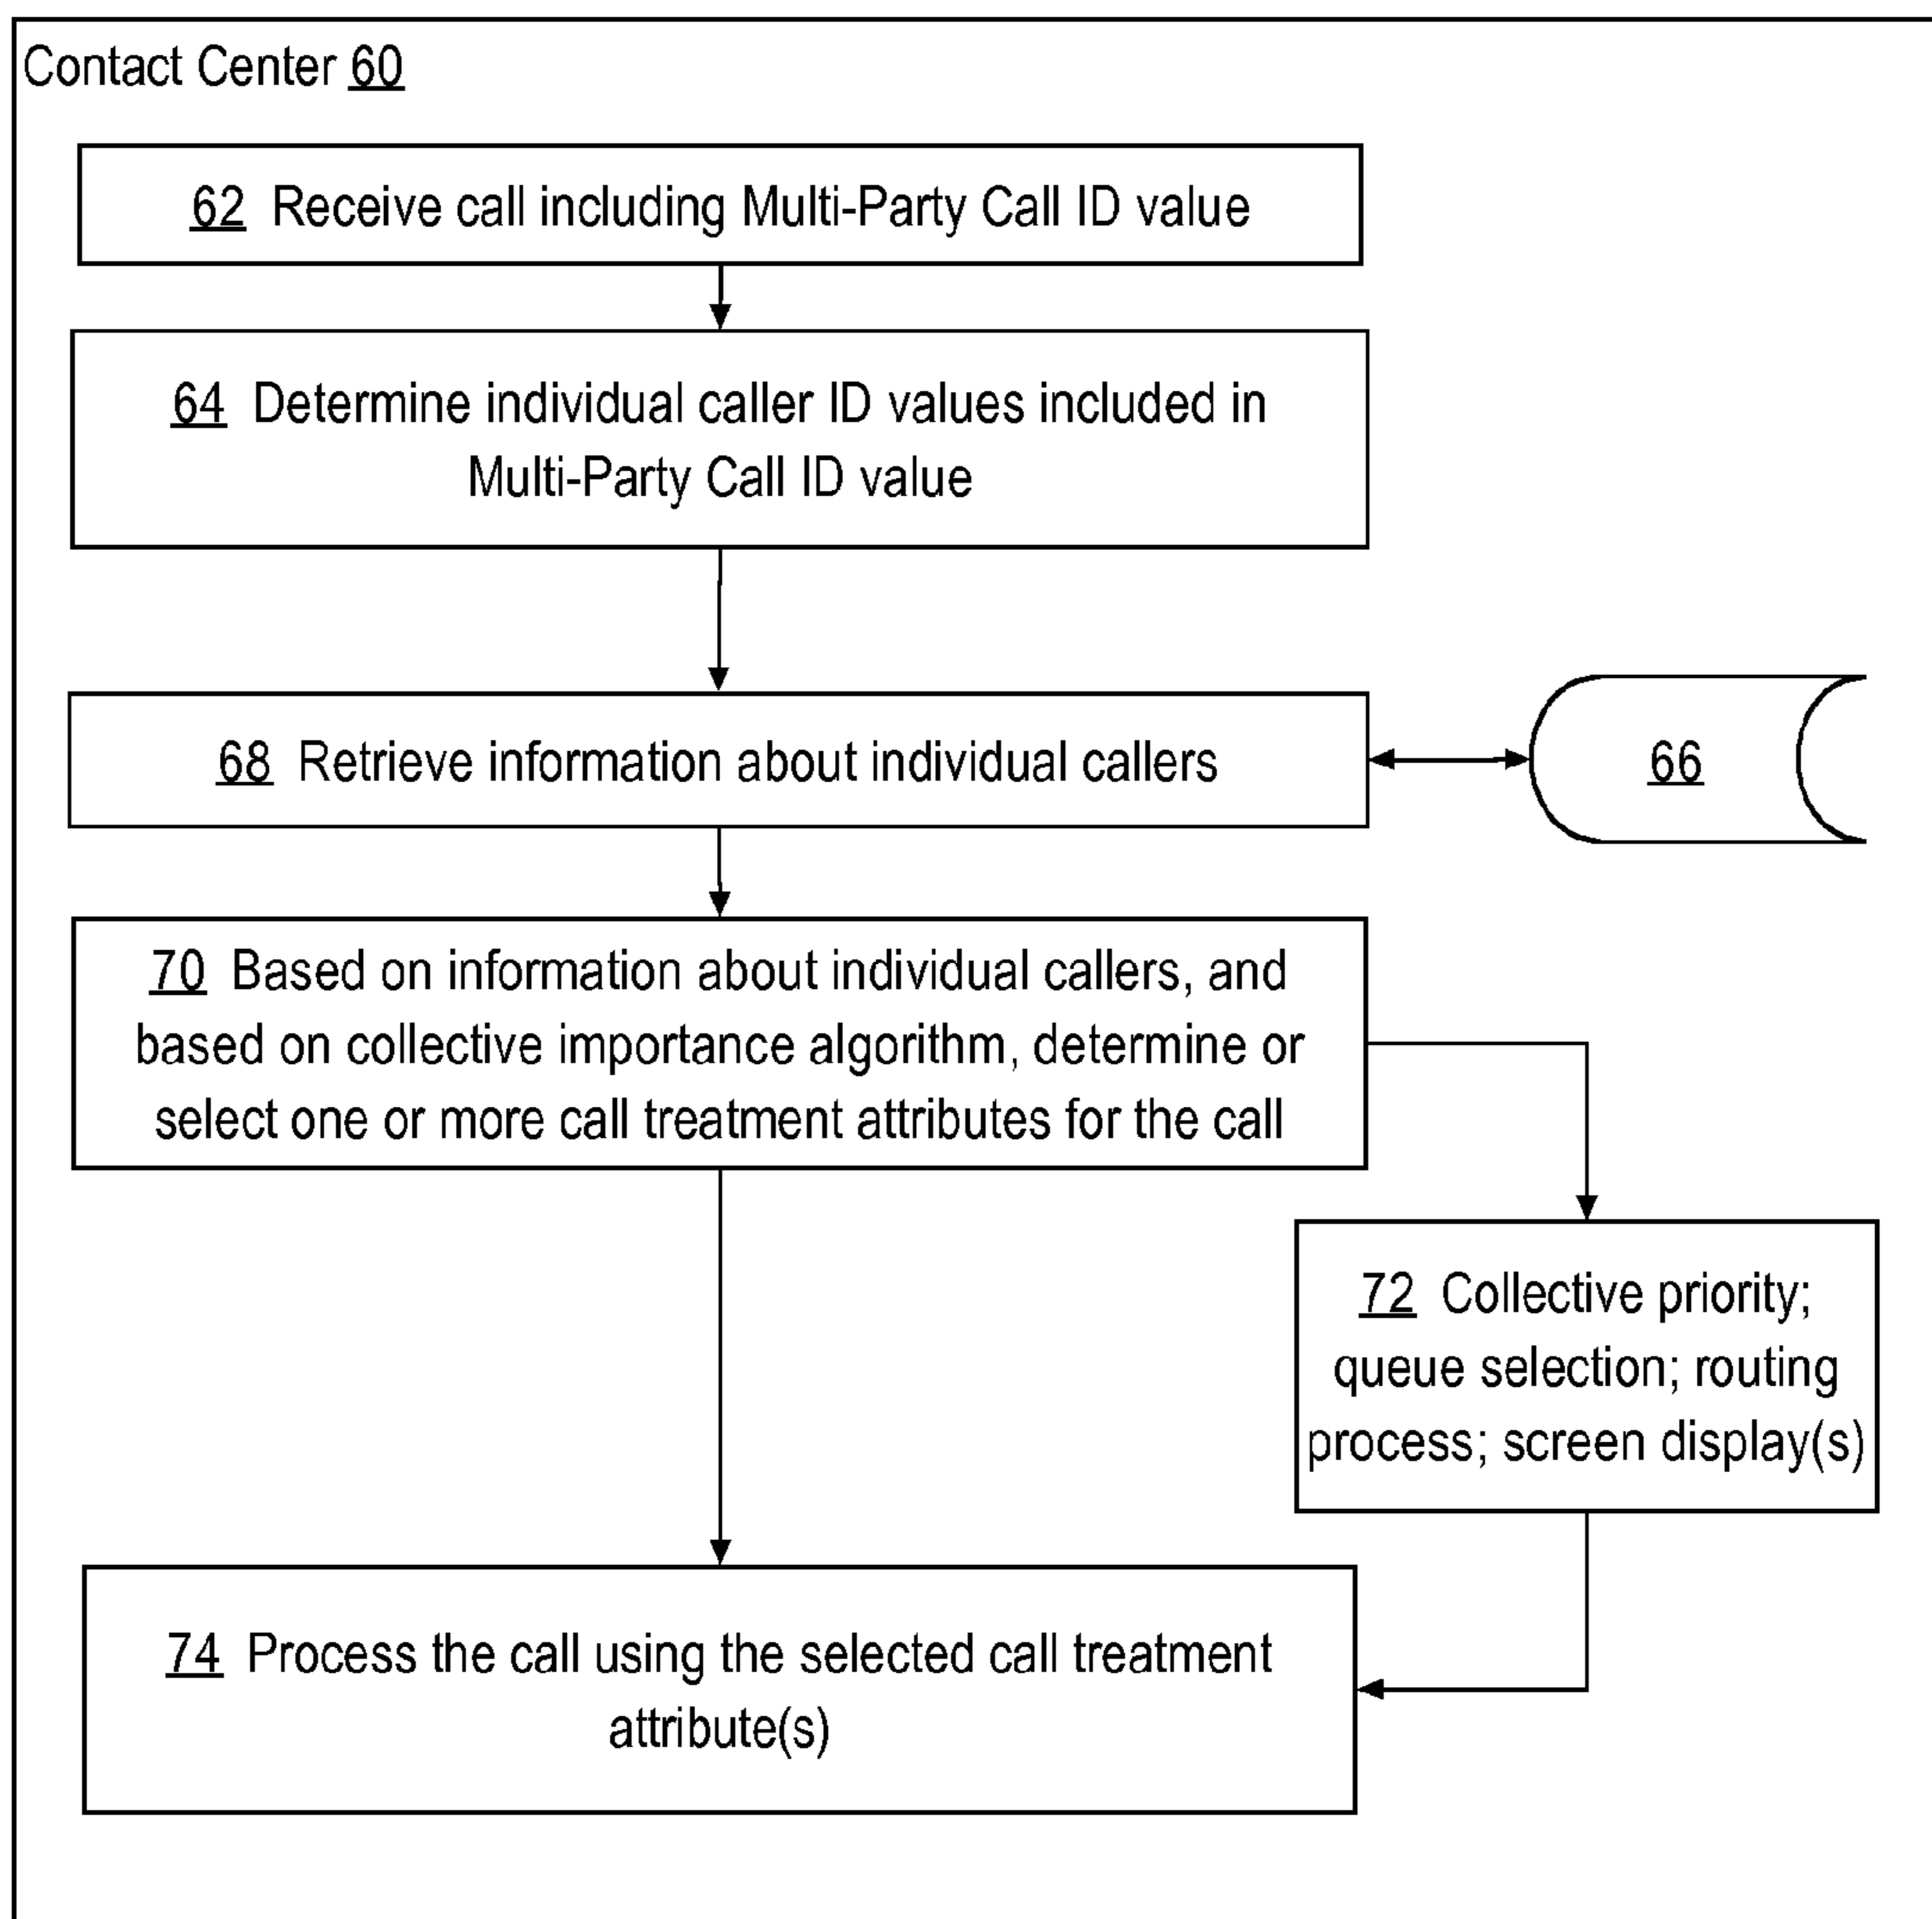 Contact Center 60
62 Receive call including Multi-Party Call ID value
64 Determine individual caller ID values included in
Multi-Party Call ID value
68 Retrieve information about individual callers
66
70 Based on information about individual callers, and
based on collective importance algorithm, determine or
select one or more call treatment attributes for the call
72 Collective priority;
queue selection; routing
process; screen display(s)
74 Process the call using the selected call treatment
attribute(s)